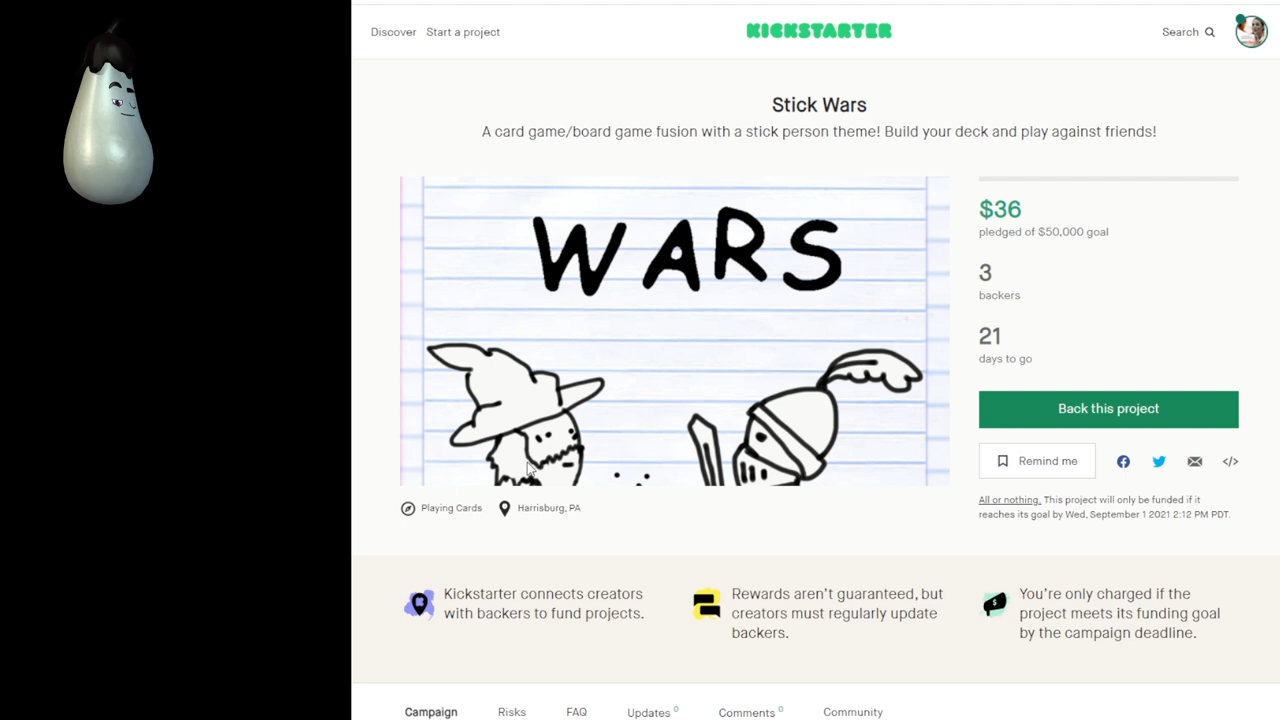 Discover Start a project KICKSTARTER Search
Stick Wars
A card game/board game fusion with a stick person theme! Build your deck and play against friends!
WARS
$36
pledged of $50,000 goal
3
backers
21
days to go
Back this project
Remind me
All or nothing. This project will only be funded if it
reaches its goal by Wed, September 1 2021 2:12 PM PDT.
Playing Cards Harrisburg, PA
Kickstarter connects creators
with backers to fund projects.
Rewards aren't guaranteed, but
creators must regularly update
backers.
You're only charged if the
project meets its funding goal
by the campaign deadline.
Campaign Risks FAQ Updates 0 Comments 0 Community